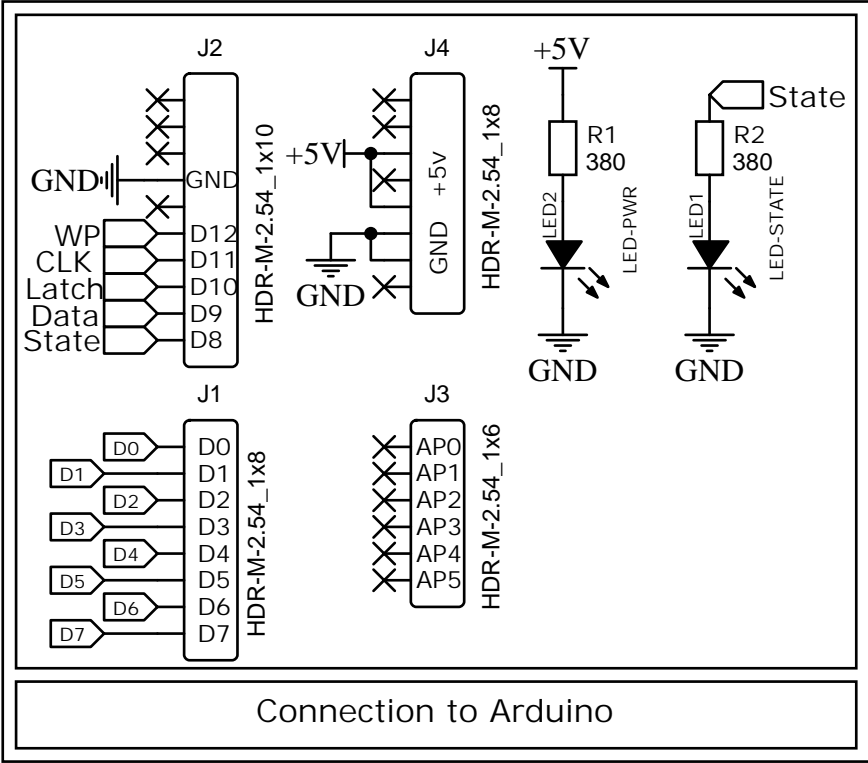 J2
HDR-M-2.54_1x10
GND
GND
WP
D12
CLK
D11
Latch
D10
Data
D9
State
D8
J4
HDR-M-2.54_1x8
+5V
+5v
GND
GND
+5V
R1
380
LED2
LED-PWR
GND
State
R2
380
LED1
LED-STATE
GND
J1
HDR-M-2.54_1x8
D0
D0
D1
D1
D2
D2
D3
D3
D4
D4
D5
D5
D6
D6
D7
D7
J3
HDR-M-2.54_1x6
AP0
AP1
AP2
AP3
AP4
AP5
Connection to Arduino